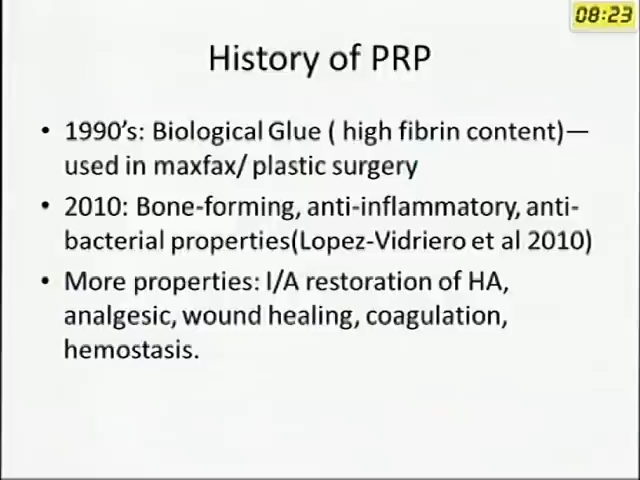 08:23
History of PRP
• 1990's: Biological Glue ( high fibrin content)—
used in maxfax/ plastic surgery
• 2010: Bone-forming, anti-inflammatory, anti-
bacterial properties(Lopez-Vidriero et al 2010)
• More properties: I/A restoration of HA,
analgesic, wound healing, coagulation,
hemostasis.